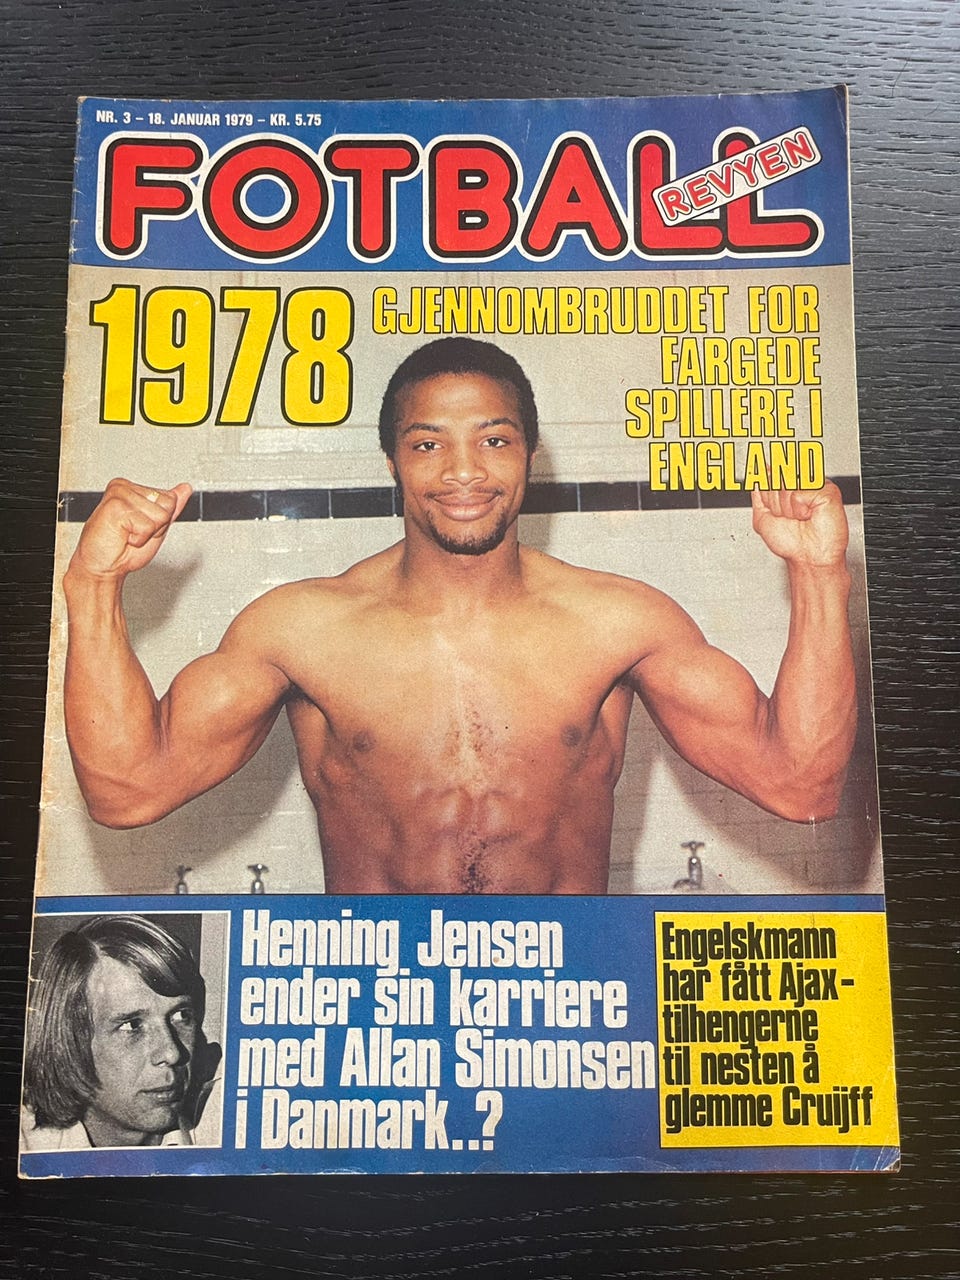 NR. 3 – 18. JANUAR 1979 – KR. 5.75
FOTBALL
REVYEN
1978
GJENNOMBRUDDET FOR
FARGEDE
SPILLERE I
ENGLAND
Henning Jensen
ender sin karriere
med Allan Simonsen
i Danmark..?
Engelskmann
har fått Ajax-
tilhengerne
til nesten å
glemme Cruijff